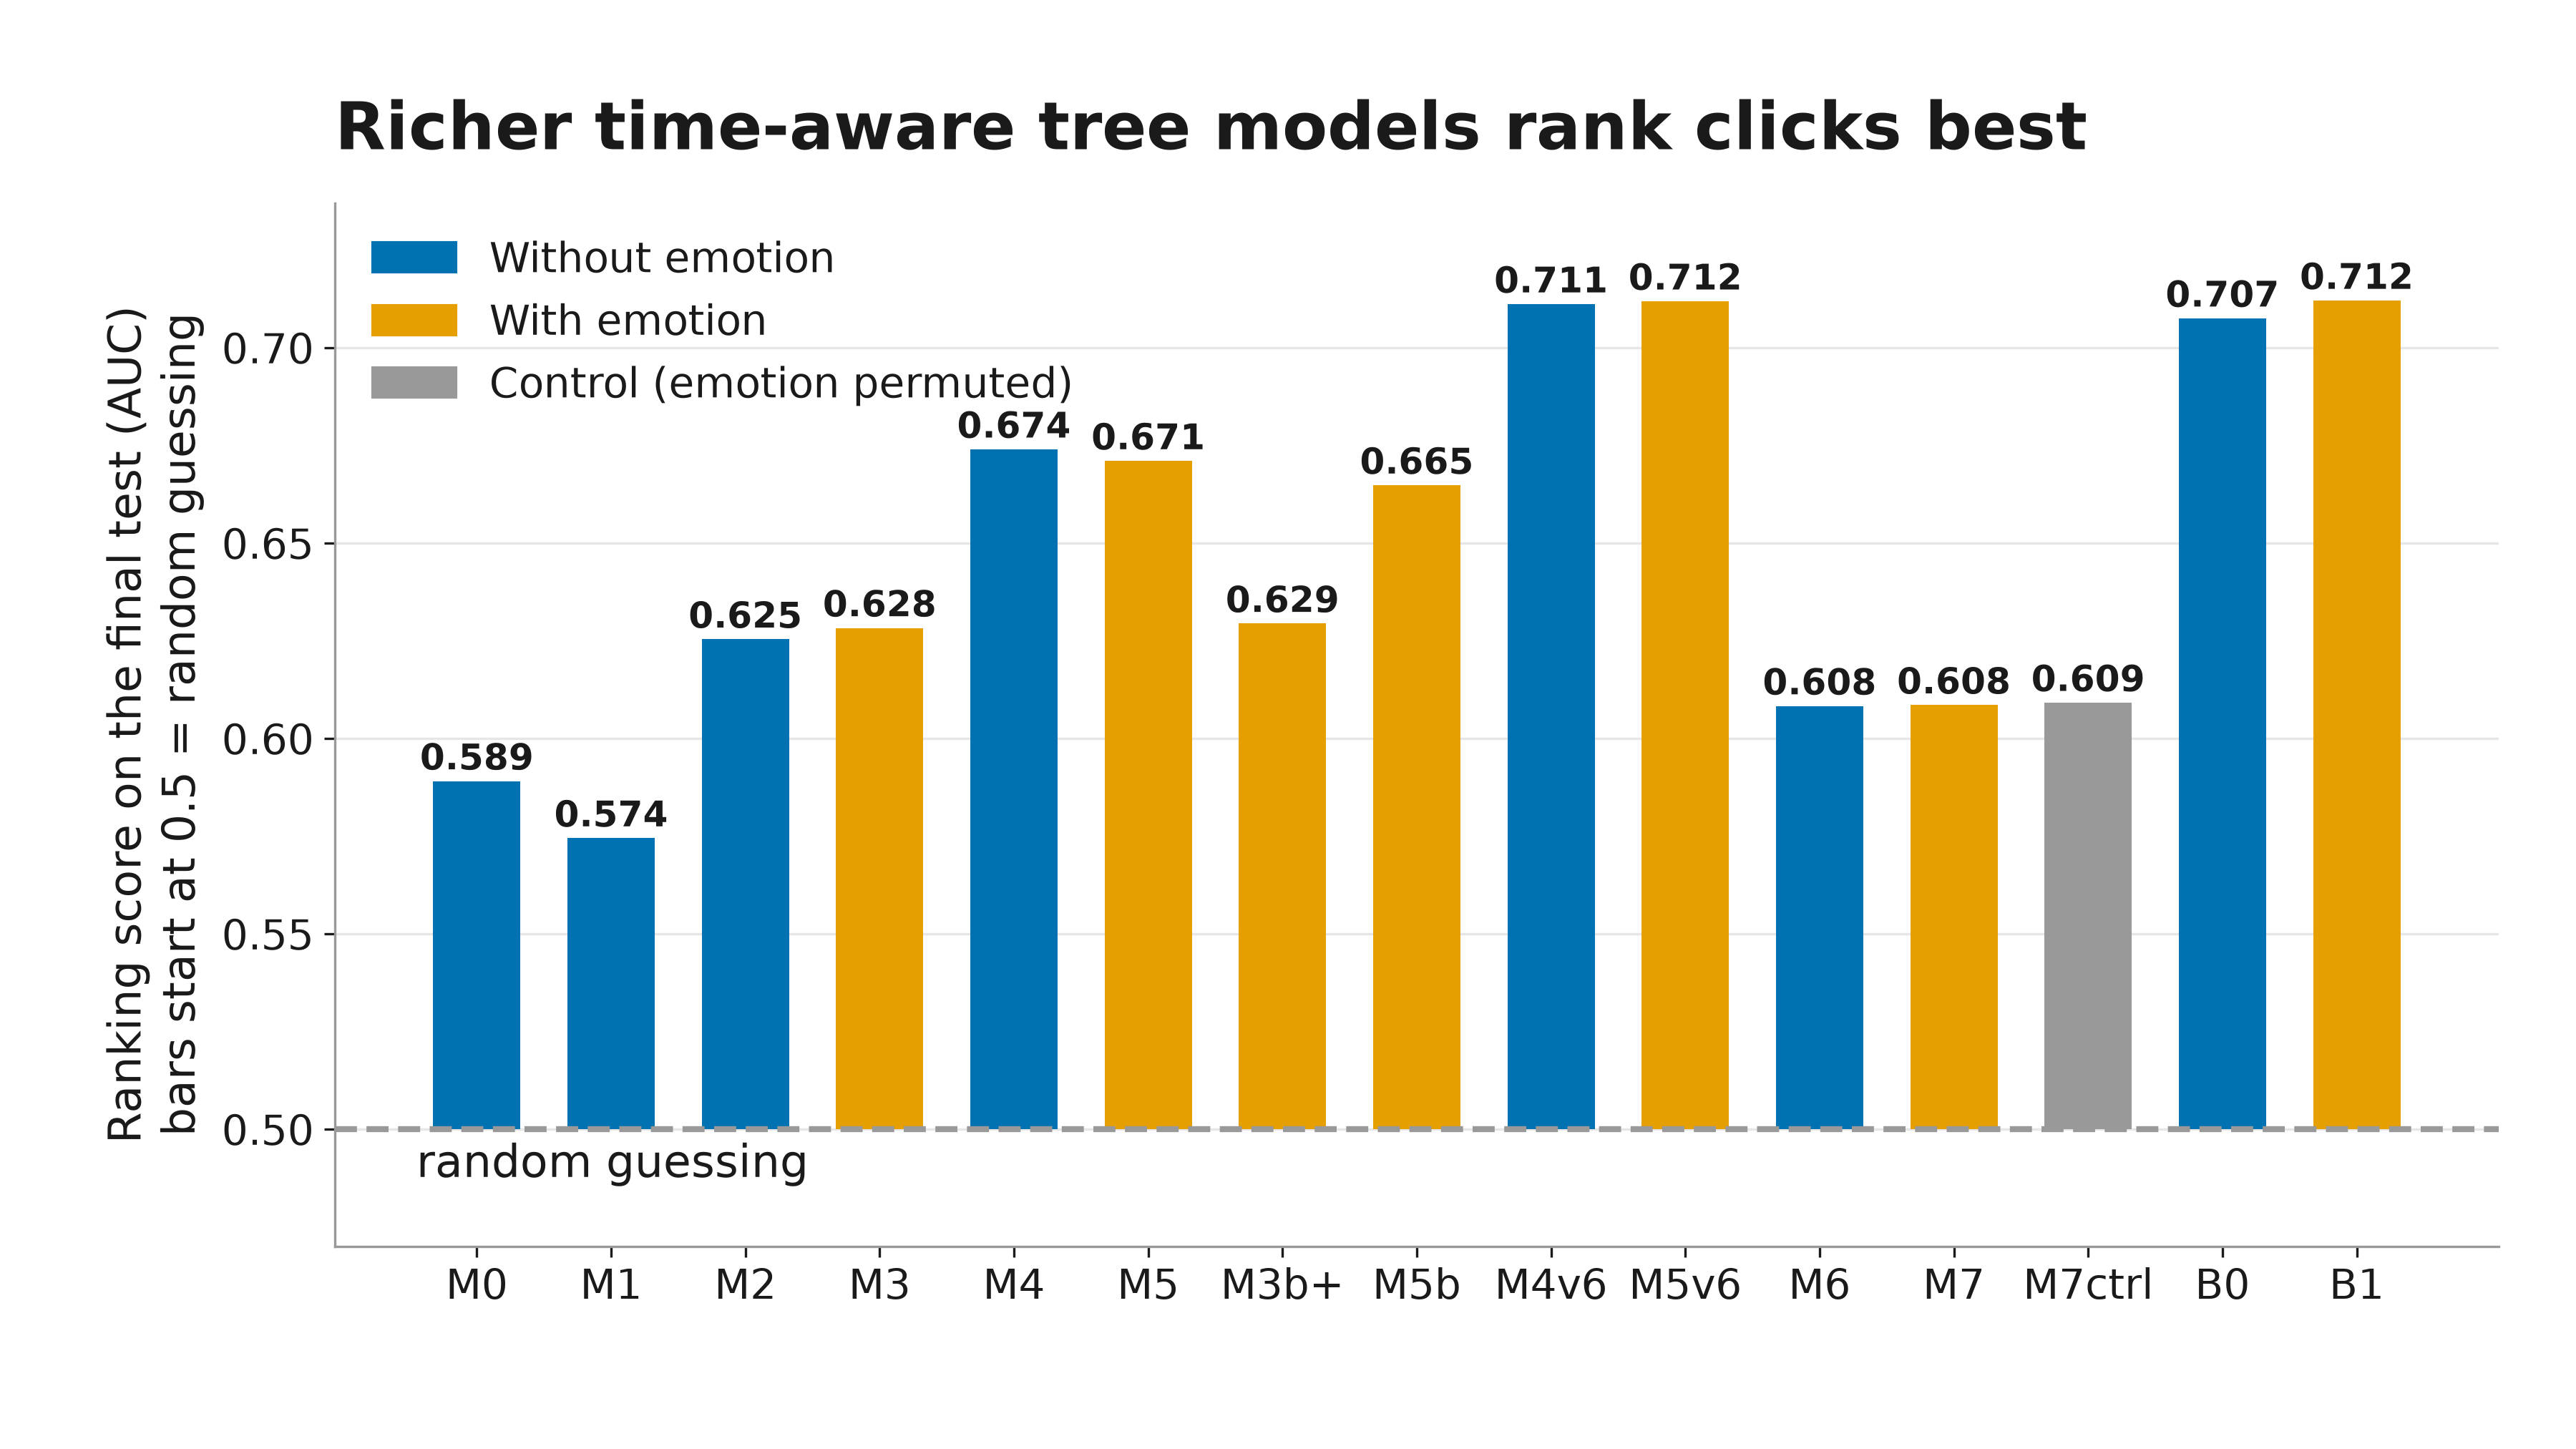 Richer time-aware tree models rank clicks best
Ranking score on the final test (AUC)
bars start at 0.5 = random guessing
Without emotion
With emotion
Control (emotion permuted)
0.70
0.65
0.60
0.55
0.50
0.589
0.574
0.625
0.628
0.674
0.671
0.629
0.665
0.711
0.712
0.608
0.608
0.609
0.707
0.712
random guessing
M0
M1
M2
M3
M4
M5
M3b+
M5b
M4v6
M5v6
M6
M7
M7ctrl
B0
B1